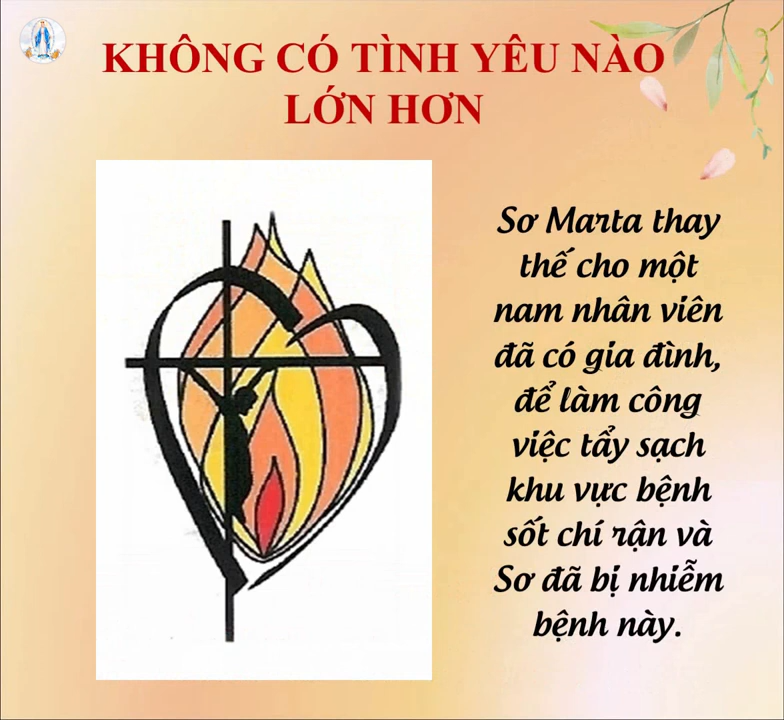 KHÔNG CÓ TÌNH YÊU NÀO
LỚN HƠN
Sơ Marta thay
thế cho một
nam nhân viên
đã có gia đình,
để làm công
việc tẩy sạch
khu vực bệnh
sốt chí rận và
Sơ đã bị nhiễm
bệnh này.